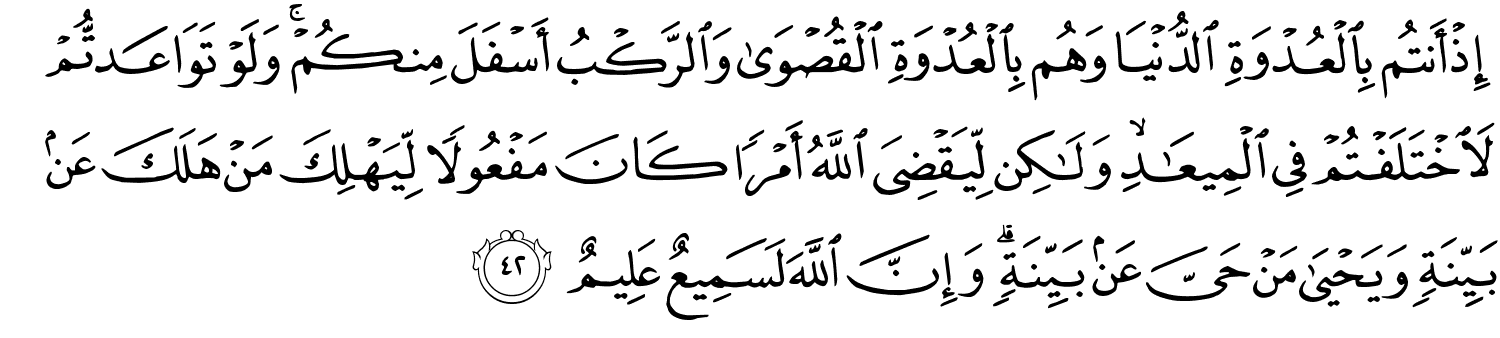 إِذۡ أَنتُم بِٱلۡعُدۡوَةِ ٱلدُّنۡيَا وَهُم بِٱلۡعُدۡوَةِ ٱلۡقُصۡوَىٰ وَٱلرَّكۡبُ أَسۡفَلَ مِنكُمۡۚ وَلَوۡ تَوَاعَدتُّمۡ
لَٱخۡتَلَفۡتُمۡ فِي ٱلۡمِيعَٰدِ وَلَٰكِن لِّيَقۡضِيَ ٱللَّهُ أَمۡرٗا كَانَ مَفۡعُولٗا لِّيَهۡلِكَ مَنۡ هَلَكَ عَنۢ
بَيِّنَةٖ وَيَحۡيَىٰ مَنۡ حَيَّ عَنۢ بَيِّنَةٖۗ وَإِنَّ ٱللَّهَ لَسَمِيعٌ عَلِيمٌ ٤٢